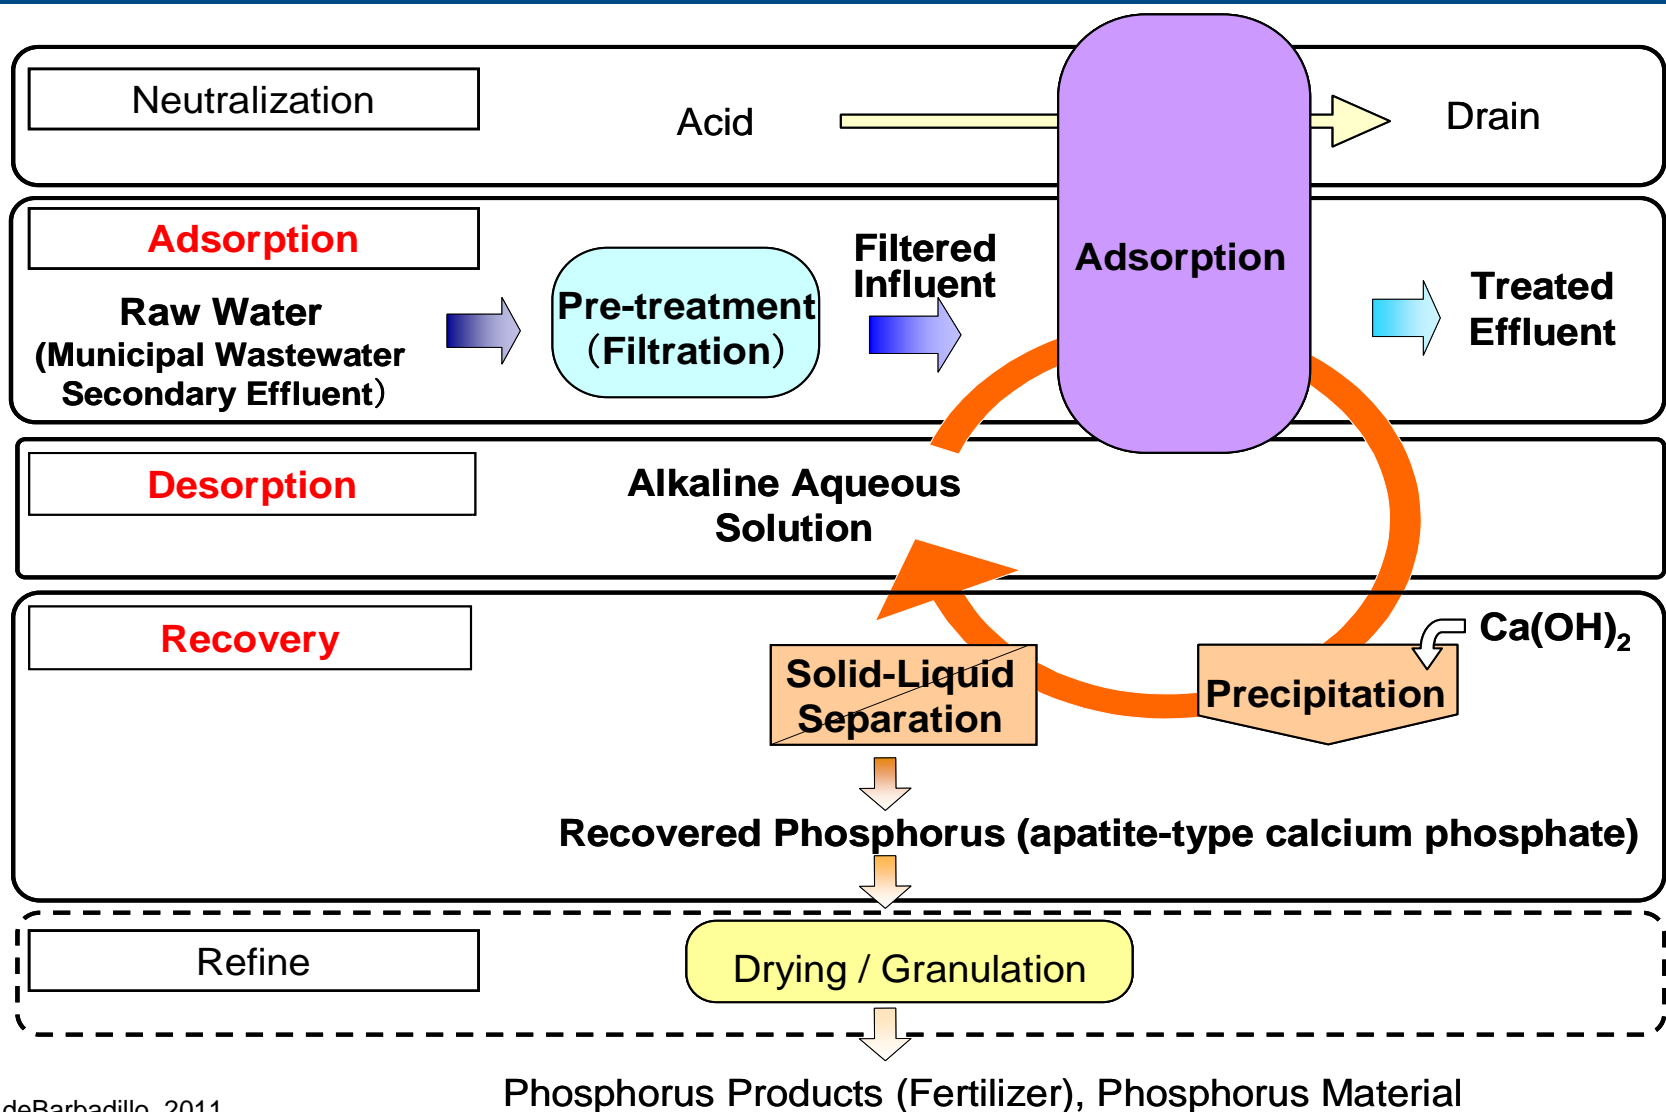 Neutralization
Acid
Drain
Adsorption
Raw Water
(Municipal Wastewater
Secondary Effluent）
Pre-treatment
（Filtration）
Filtered
Influent
Adsorption
Treated
Effluent
Desorption
Alkaline Aqueous
Solution
Recovery
Ca(OH)₂
Solid-Liquid
Separation
Precipitation
Recovered Phosphorus (apatite-type calcium phosphate)
Refine
Drying / Granulation
Phosphorus Products (Fertilizer), Phosphorus Material
deBarbadillo, 2011